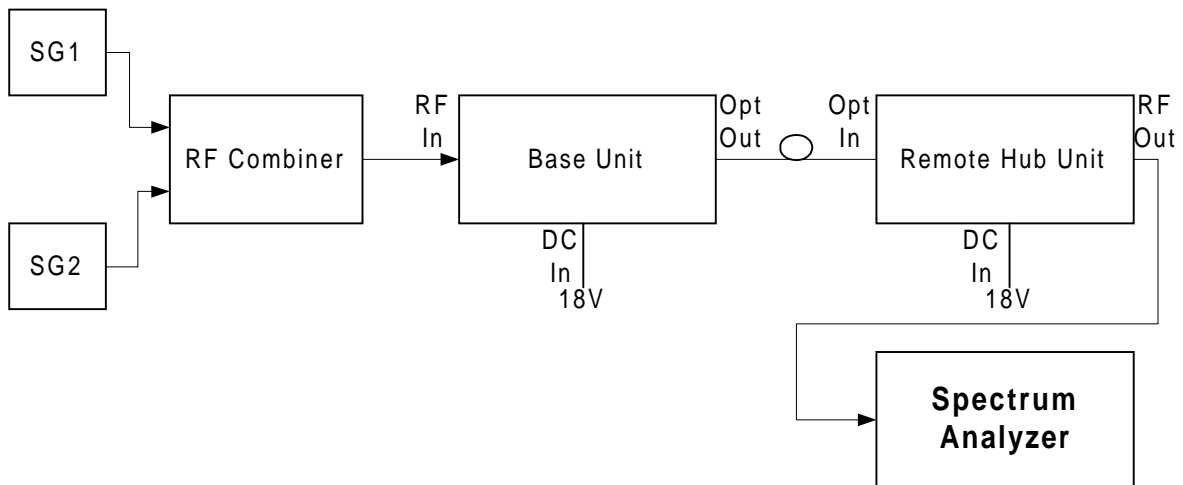 SG1
RF Combiner
SG2
RF
In
Base Unit
DC
In
18V
Opt
Out
Opt
In
Remote Hub Unit
DC
In
18V
RF
Out
Spectrum
Analyzer